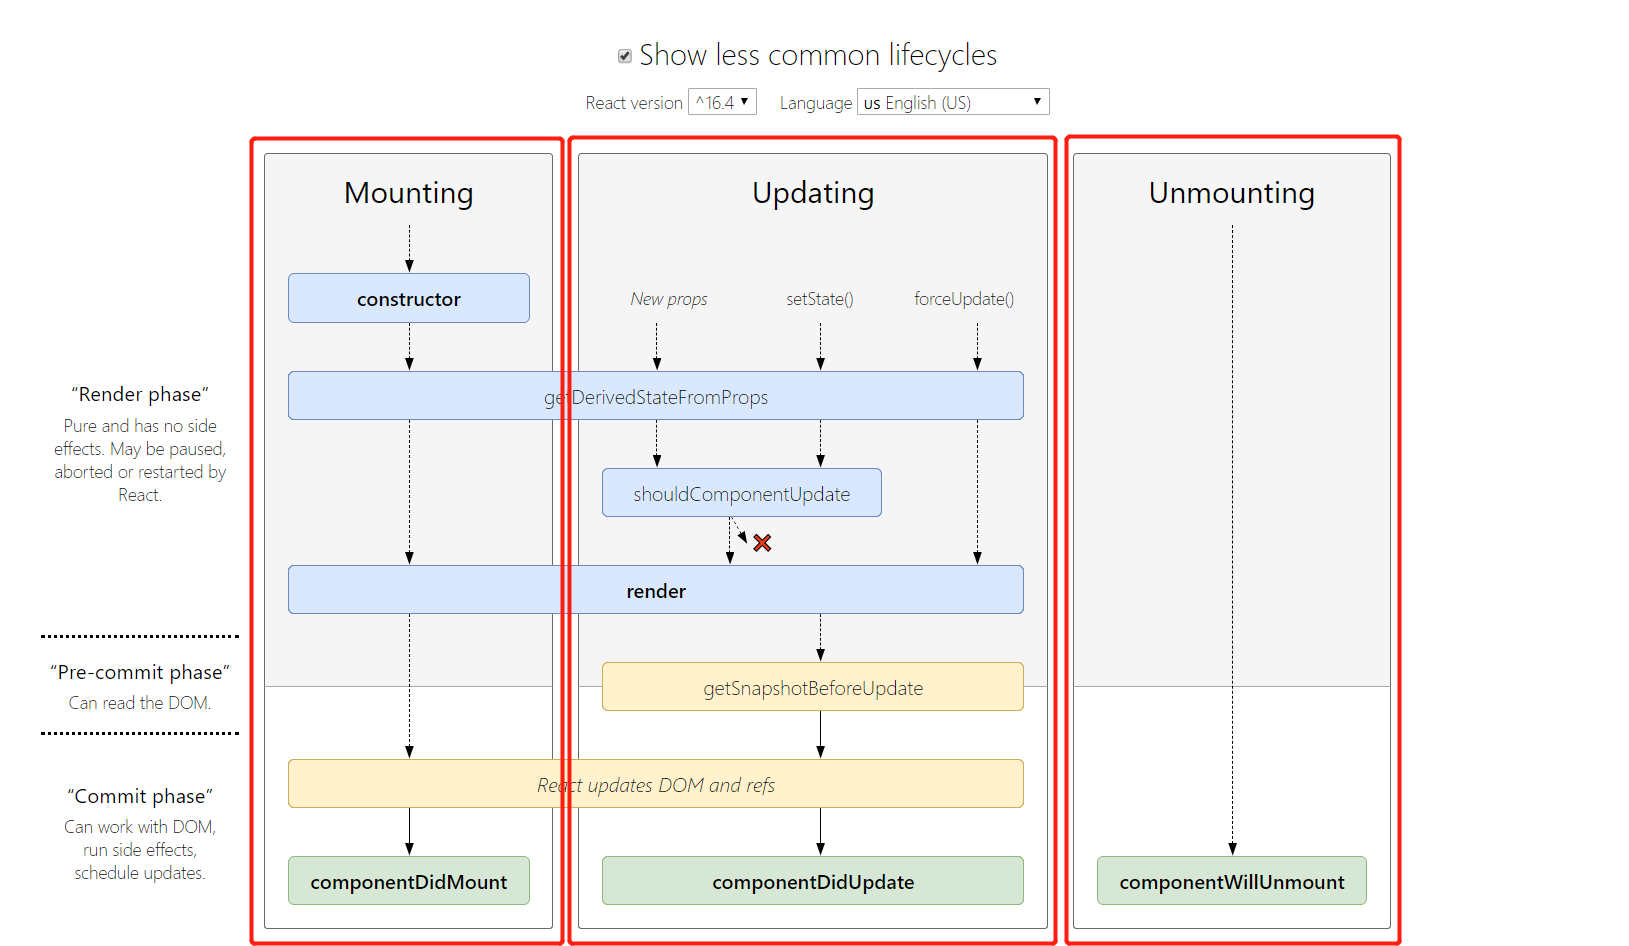 Show less common lifecycles
React version ^16.4 Language us English (US)
Mounting
Updating
Unmounting
constructor
New props
setState()
forceUpdate()
“Render phase”
Pure and has no side
effects. May be paused,
aborted or restarted by
React.
getDerivedStateFromProps
shouldComponentUpdate
render
“Pre-commit phase”
Can read the DOM.
getSnapshotBeforeUpdate
React updates DOM and refs
“Commit phase”
Can work with DOM,
run side effects,
schedule updates.
componentDidMount
componentDidUpdate
componentWillUnmount